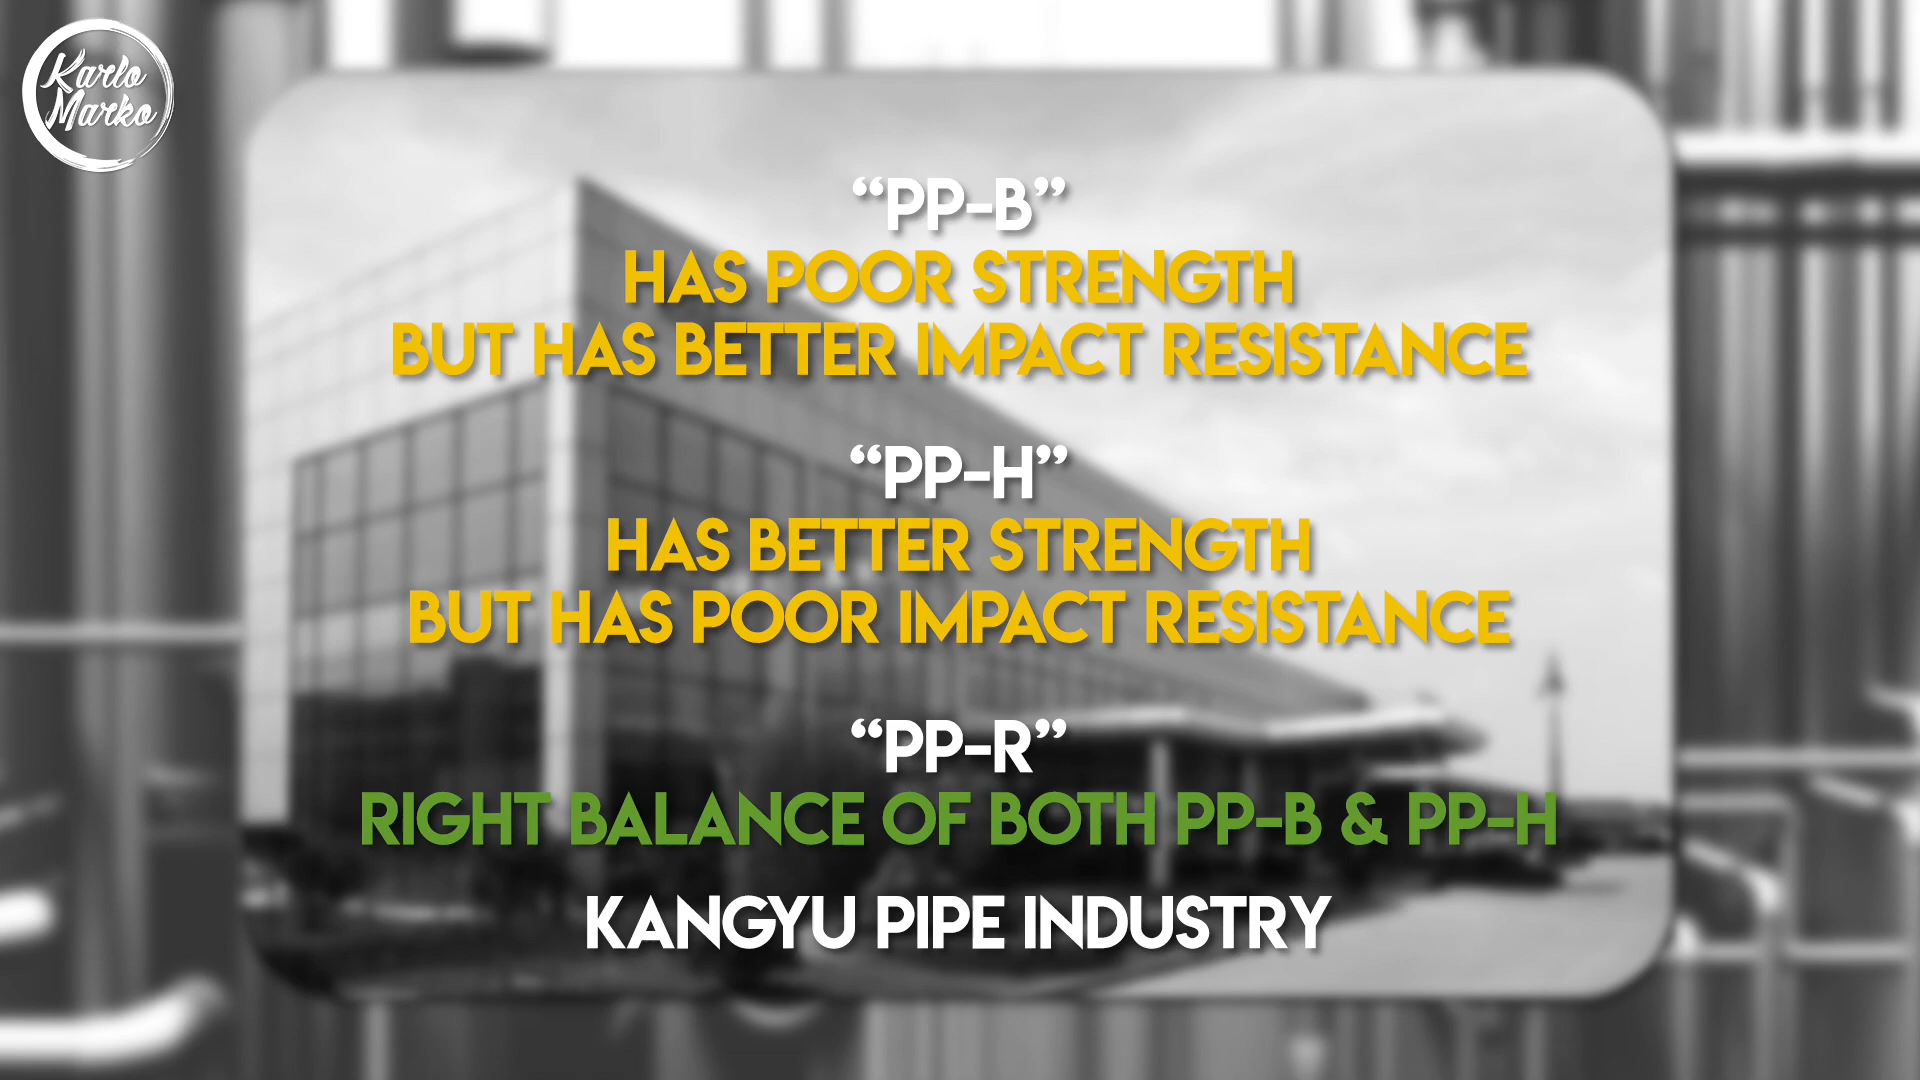 Karlo
Marko
“PP-B”
HAS POOR STRENGTH
BUT HAS BETTER IMPACT RESISTANCE
“PP-H”
HAS BETTER STRENGTH
BUT HAS POOR IMPACT RESISTANCE
“PP-R”
RIGHT BALANCE OF BOTH PP-B & PP-H
KANGYU PIPE INDUSTRY